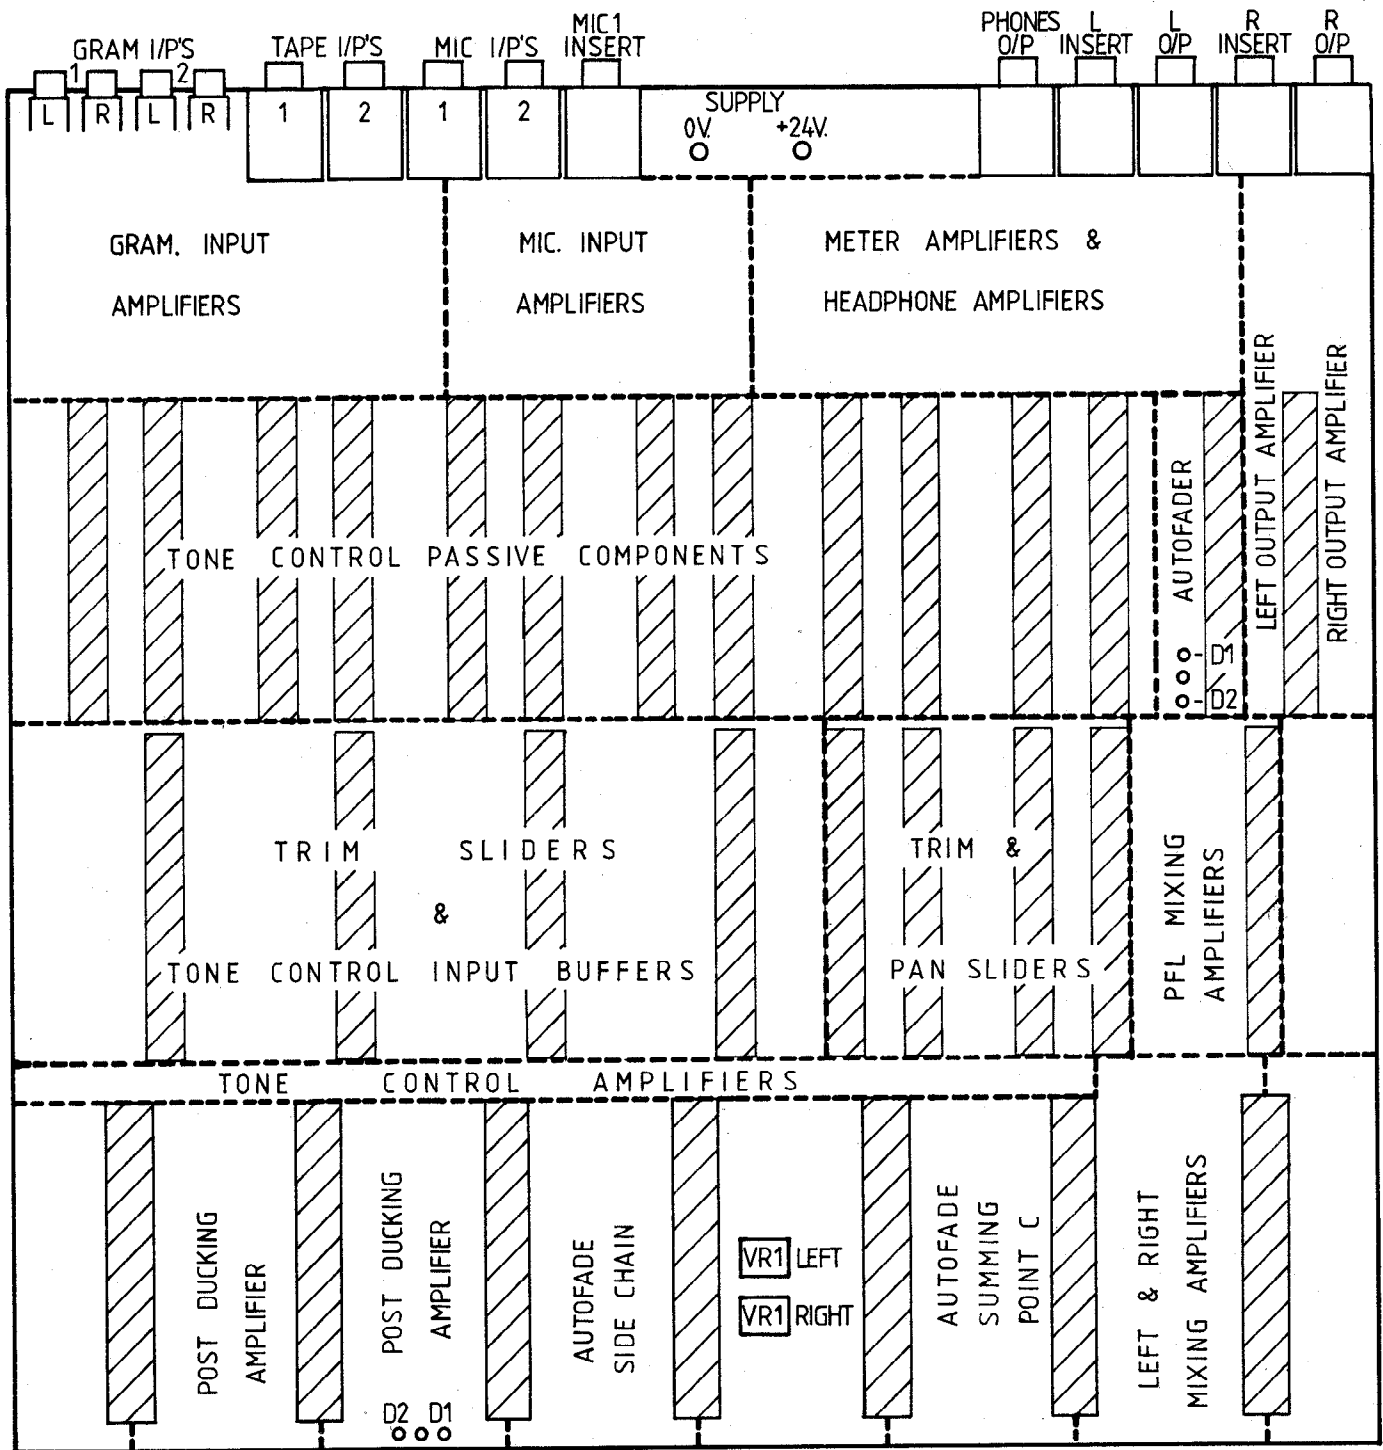 GRAM I/P'S
1 2
L R L R
TAPE I/P'S
1 2
MIC I/P'S
1 2
MIC1
INSERT
SUPPLY
0V. +24V.
PHONES
O/P
L
INSERT
L
O/P
R
INSERT
R
O/P
GRAM. INPUT
AMPLIFIERS
MIC. INPUT
AMPLIFIERS
METER AMPLIFIERS &
HEADPHONE AMPLIFIERS
TONE CONTROL PASSIVE COMPONENTS
AUTOFADER
D1
D2
LEFT OUTPUT AMPLIFIER
RIGHT OUTPUT AMPLIFIER
TRIM SLIDERS
&
TONE CONTROL INPUT BUFFERS
TRIM &
PAN SLIDERS
PFL MIXING
AMPLIFIERS
TONE CONTROL AMPLIFIERS
POST DUCKING
AMPLIFIER
POST DUCKING
AMPLIFIER
D2 D1
AUTOFADE
SIDE CHAIN
VR1 LEFT
VR1 RIGHT
AUTOFADE
SUMMING
POINT C
LEFT & RIGHT
MIXING AMPLIFIERS